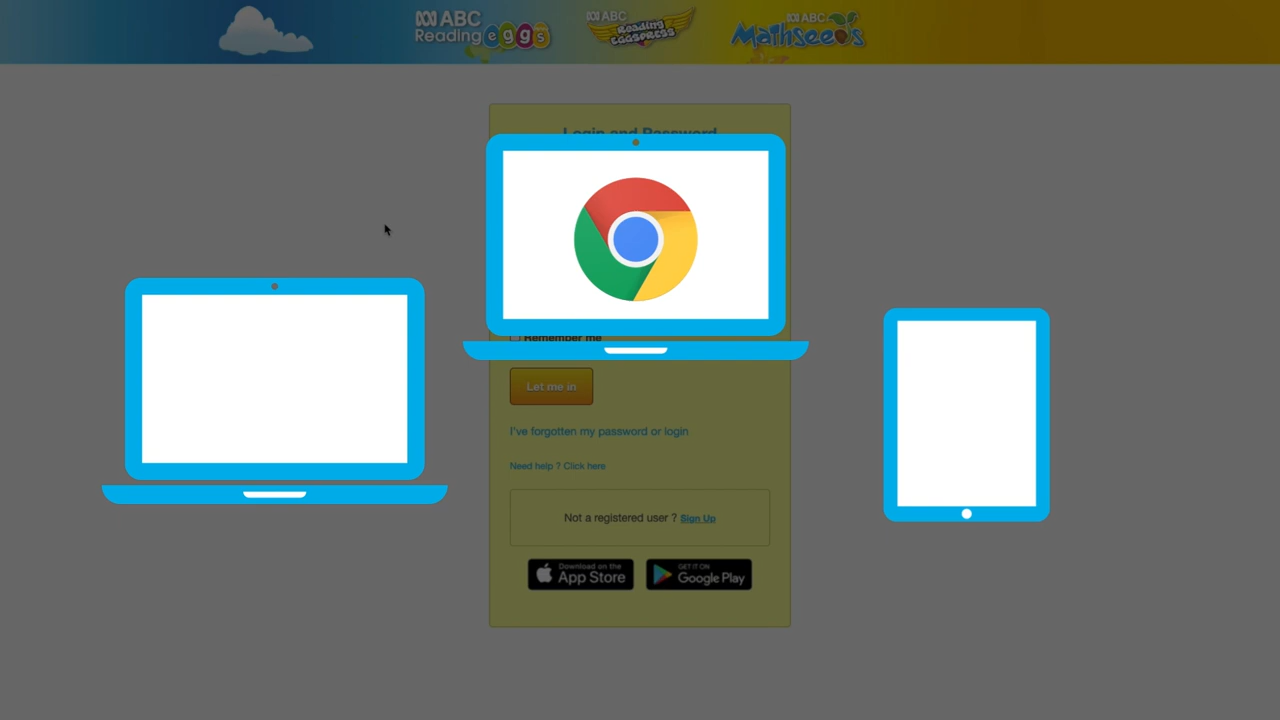 ABC
Reading eggs
ABC
Reading
EGGSPRESS
ABC
Mathseeds
Login and Password
Remember me
Let me in
I've forgotten my password or login
Need help ? Click here
Not a registered user ? Sign Up
Download on the
App Store
GET IT ON
Google Play